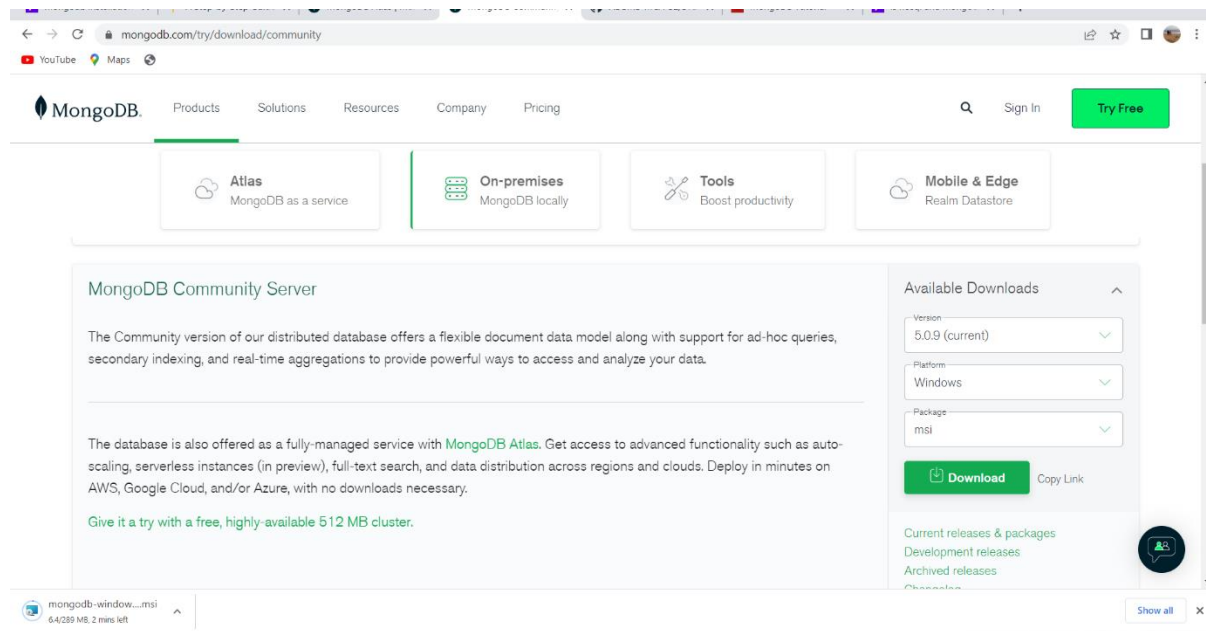 mongodb.com/try/download/community
YouTube Maps
MongoDB. Products Solutions Resources Company Pricing Sign In Try Free
Atlas
MongoDB as a service
On-premises
MongoDB locally
Tools
Boost productivity
Mobile & Edge
Realm Datastore
MongoDB Community Server
The Community version of our distributed database offers a flexible document data model along with support for ad-hoc queries,
secondary indexing, and real-time aggregations to provide powerful ways to access and analyze your data.
The database is also offered as a fully-managed service with MongoDB Atlas. Get access to advanced functionality such as auto-
scaling, serverless instances (in preview), full-text search, and data distribution across regions and clouds. Deploy in minutes on
AWS, Google Cloud, and/or Azure, with no downloads necessary.
Give it a try with a free, highly-available 512 MB cluster.
Available Downloads
Version
5.0.9 (current)
Platform
Windows
Package
msi
Download Copy Link
Current releases & packages
Development releases
Archived releases
Changelog
mongodb-window....msi
6.4/289 MB, 2 mins left
Show all